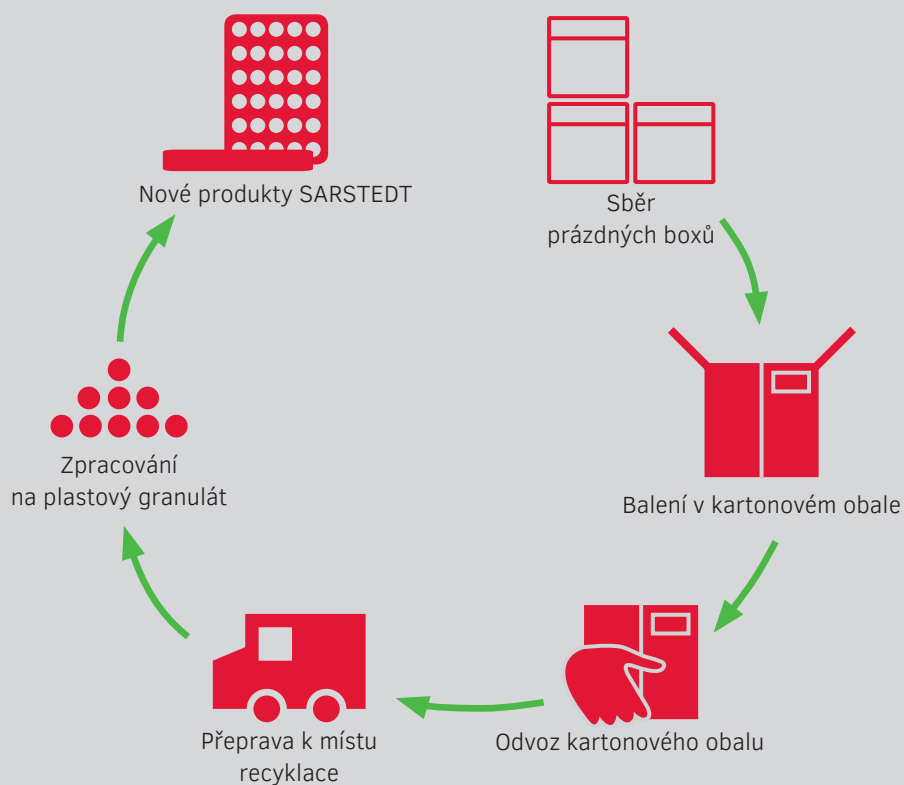 Nové produkty SARSTEDT
Sběr
prázdných boxů
Balení v kartonovém obale
Odvoz kartonového obalu
Přeprava k místu
recyklace
Zpracování
na plastový granulát